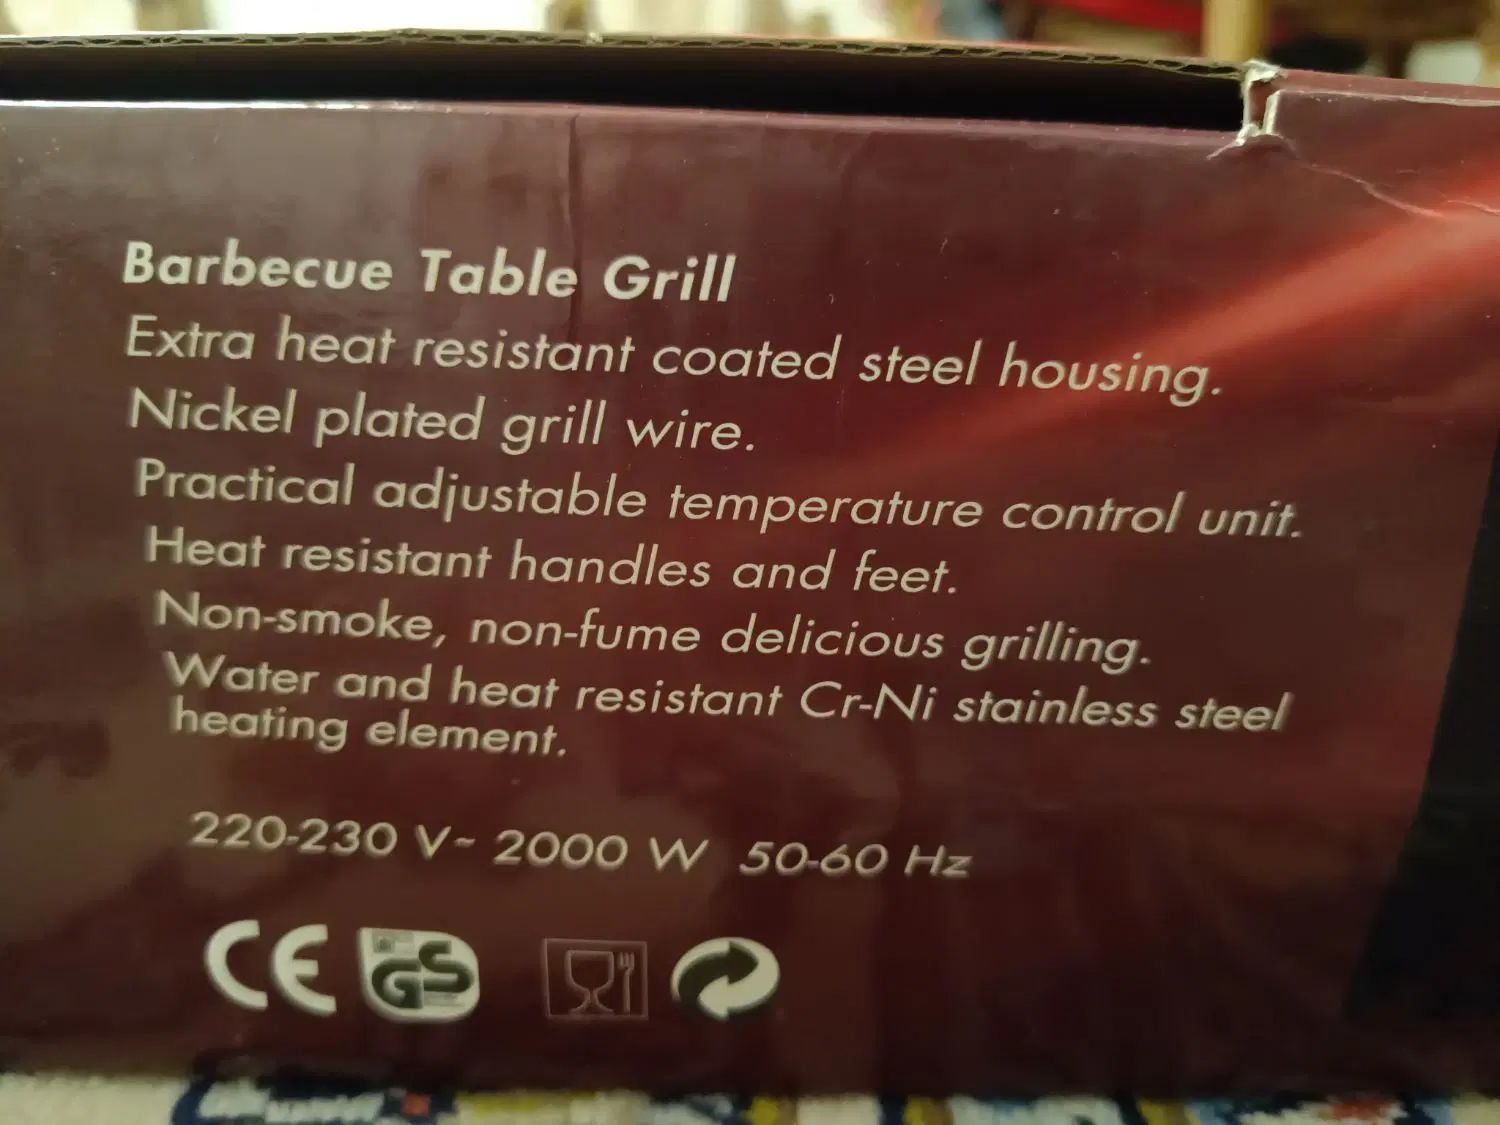 Barbecue Table Grill
Extra heat resistant coated steel housing.
Nickel plated grill wire.
Practical adjustable temperature control unit.
Heat resistant handles and feet.
Non-smoke, non-fume delicious grilling.
Water and heat resistant Cr-Ni stainless steel
heating element.
220-230 V~ 2000 W 50-60 Hz
CE GS